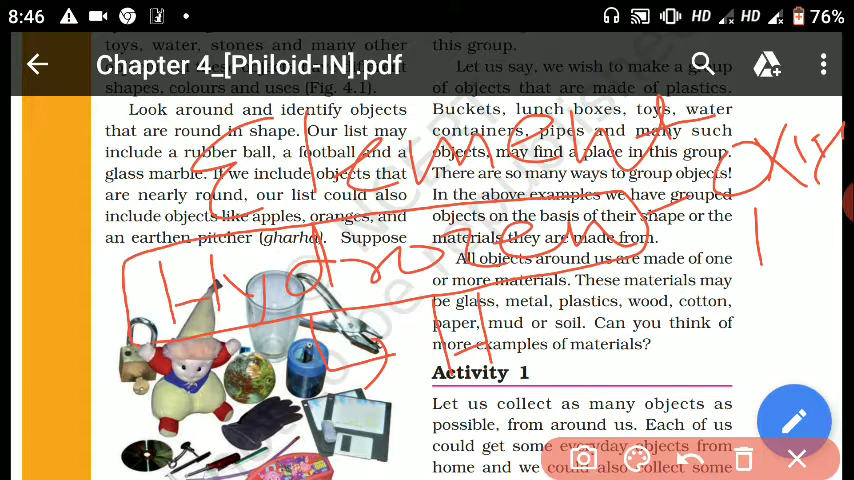 8:46
HD HD 76%
Chapter 4_[Philoid-IN].pdf
toys, water, stones and many other
shapes, colours and uses (Fig. 4.1).
Look around and identify objects
that are round in shape. Our list may
include a rubber ball, a football and a
glass marble. If we include objects that
are nearly round, our list could also
include objects like apples, oranges, and
an earthen pitcher (gharha). Suppose
this group.
Let us say, we wish to make a group
of objects that are made of plastics.
Buckets, lunch boxes, toys, water
containers, pipes and many such
objects, may find a place in this group.
There are so many ways to group objects!
In the above examples we have grouped
objects on the basis of their shape or the
materials they are made from.
All objects around us are made of one
or more materials. These materials may
be glass, metal, plastics, wood, cotton,
paper, mud or soil. Can you think of
more examples of materials?
Activity 1
Let us collect as many objects as
possible, from around us. Each of us
could get some everyday objects from
home and we could also collect some
Element
Hydrozen
H